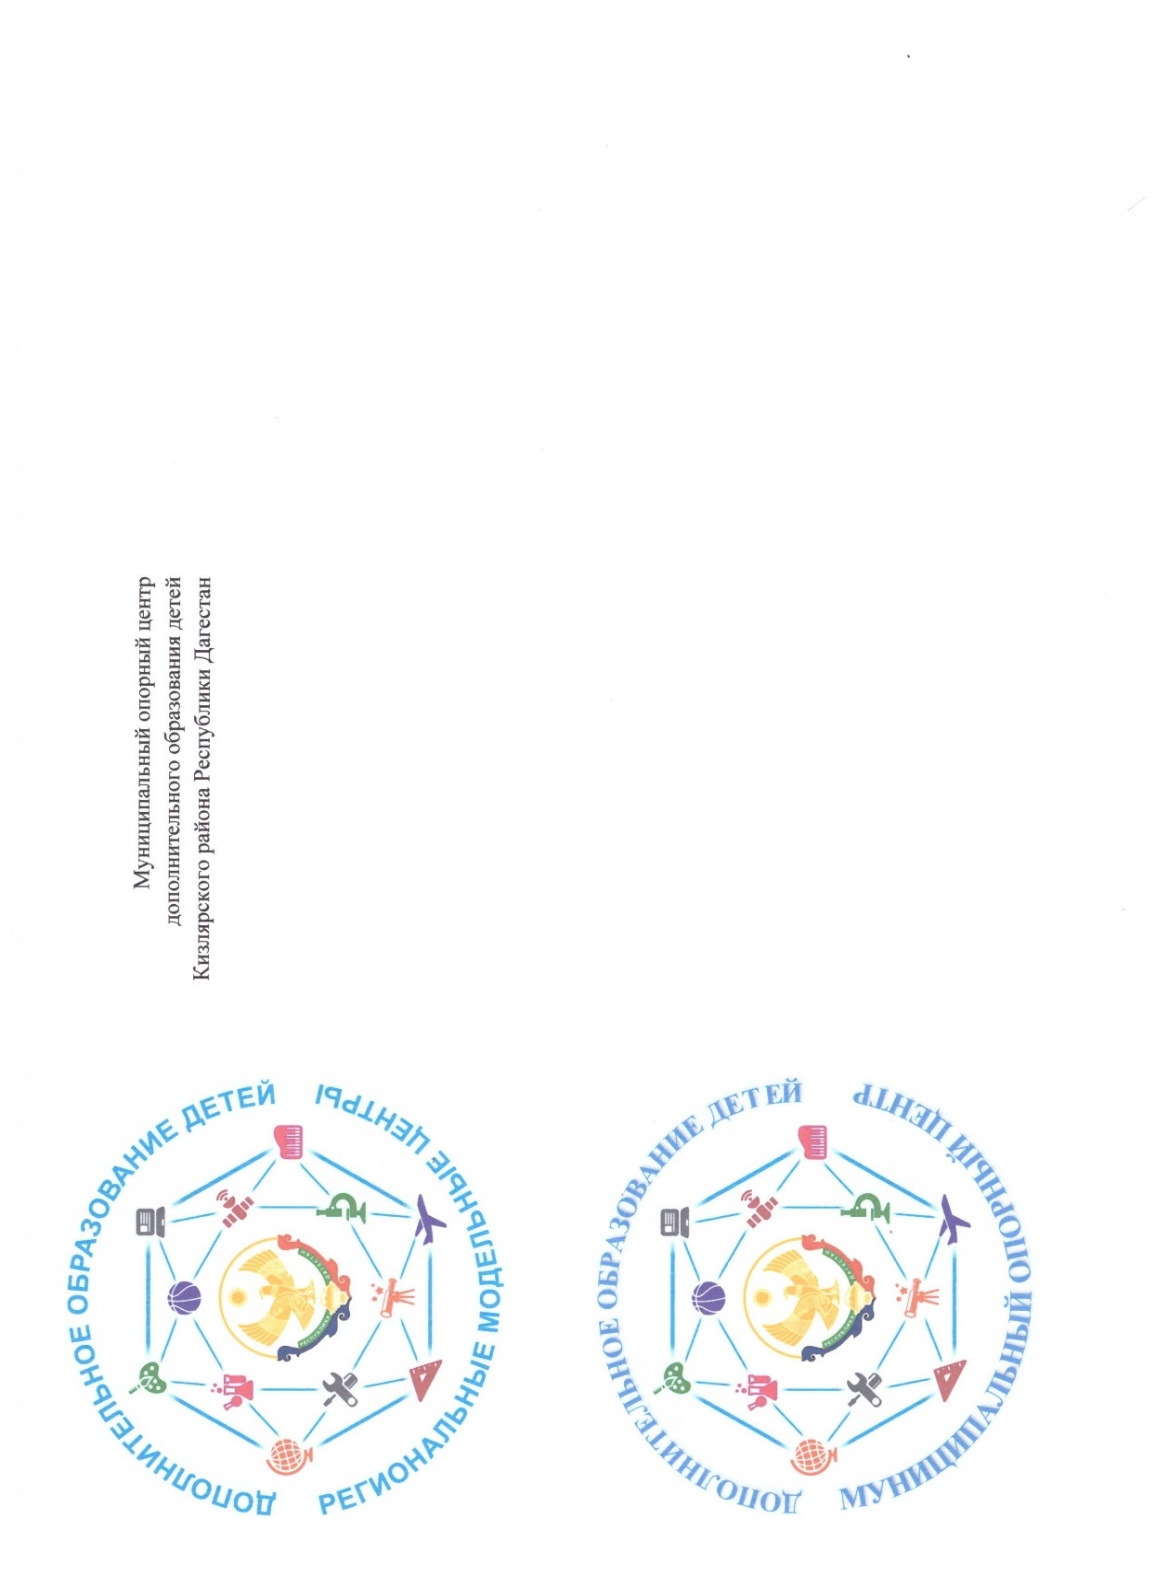 Муниципальный опорный центр
дополнительного образования детей
Кизлярского района Республики Дагестан
ДОПОЛНИТЕЛЬНОЕ ОБРАЗОВАНИЕ ДЕТЕЙ
РЕГИОНАЛЬНЫЕ МОДЕЛЬНЫЕ ЦЕНТРЫ
ДОПОЛНИТЕЛЬНОЕ ОБРАЗОВАНИЕ ДЕТЕЙ
МУНИЦИПАЛЬНЫЙ ОПОРНЫЙ ЦЕНТР